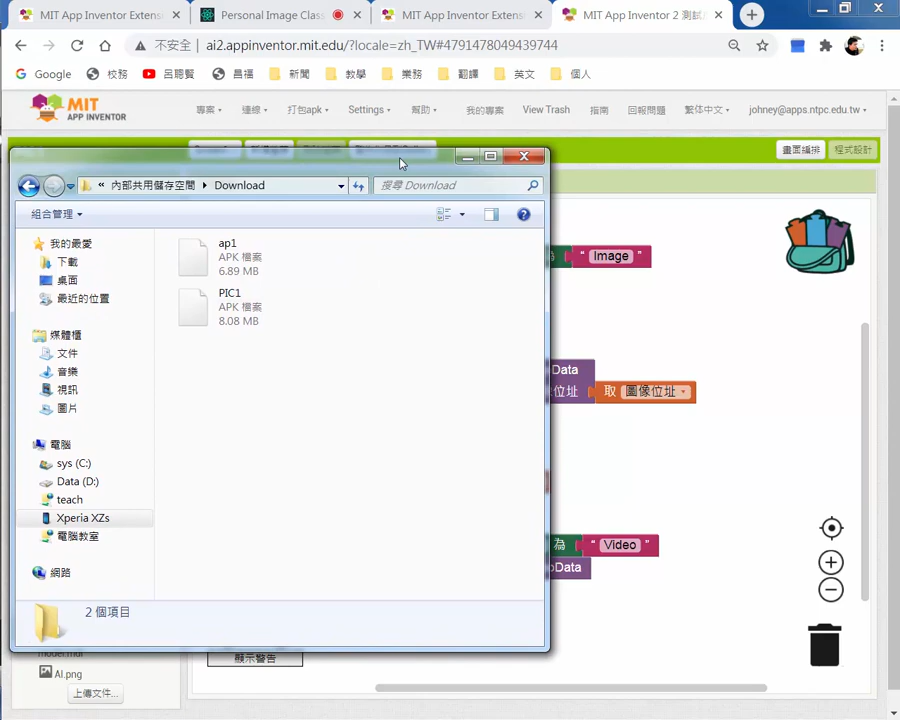 MIT App Inventor Extens
Personal Image Clas
MIT App Inventor Extens
MIT App Inventor 2 測試
不安全
ai2.appinventor.mit.edu/?locale=zh_TW#4791478049439744
Google
校務
呂聰賢
昌福
新聞
教學
業務
翻譯
英文
個人
MIT
APP INVENTOR
專案
連線
打包apk
Settings
幫助
我的專案
View Trash
指南
回報問題
繁体中文
johney@apps.ntpc.edu.tw
畫面編排
程式設計
« 內部共用儲存空間
Download
搜尋 Download
組合管理
我的最愛
下載
桌面
最近的位置
媒體櫃
文件
音樂
視訊
圖片
電腦
sys (C:)
Data (D:)
teach
Xperia XZs
電腦教室
網路
ap1
APK 檔案
6.89 MB
PIC1
APK 檔案
8.08 MB
2 個項目
為 " Image "
Data
位址 取 圖像位址
為 " Video "
oData
model.mdl
AI.png
上傳文件...
顯示警告